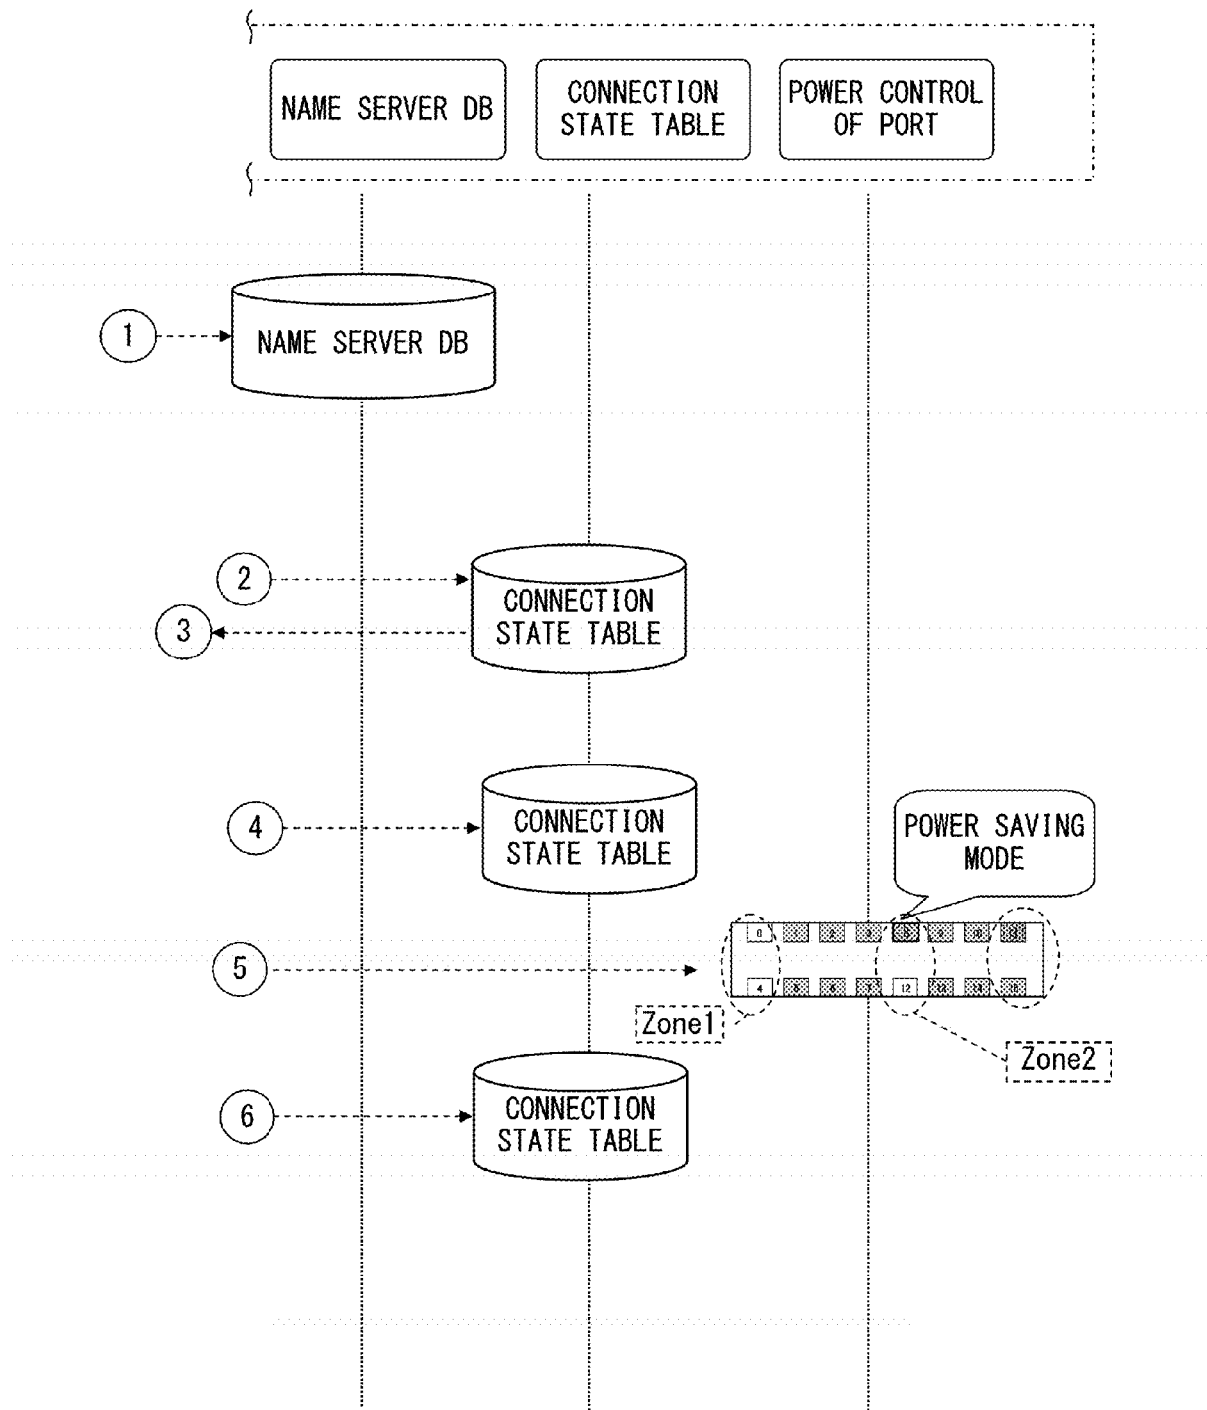 NAME SERVER DB
CONNECTION
STATE TABLE
POWER CONTROL
OF PORT
1
NAME SERVER DB
2
CONNECTION
STATE TABLE
3
4
CONNECTION
STATE TABLE
POWER SAVING
MODE
0
5
4
12
Zone1
Zone2
6
CONNECTION
STATE TABLE